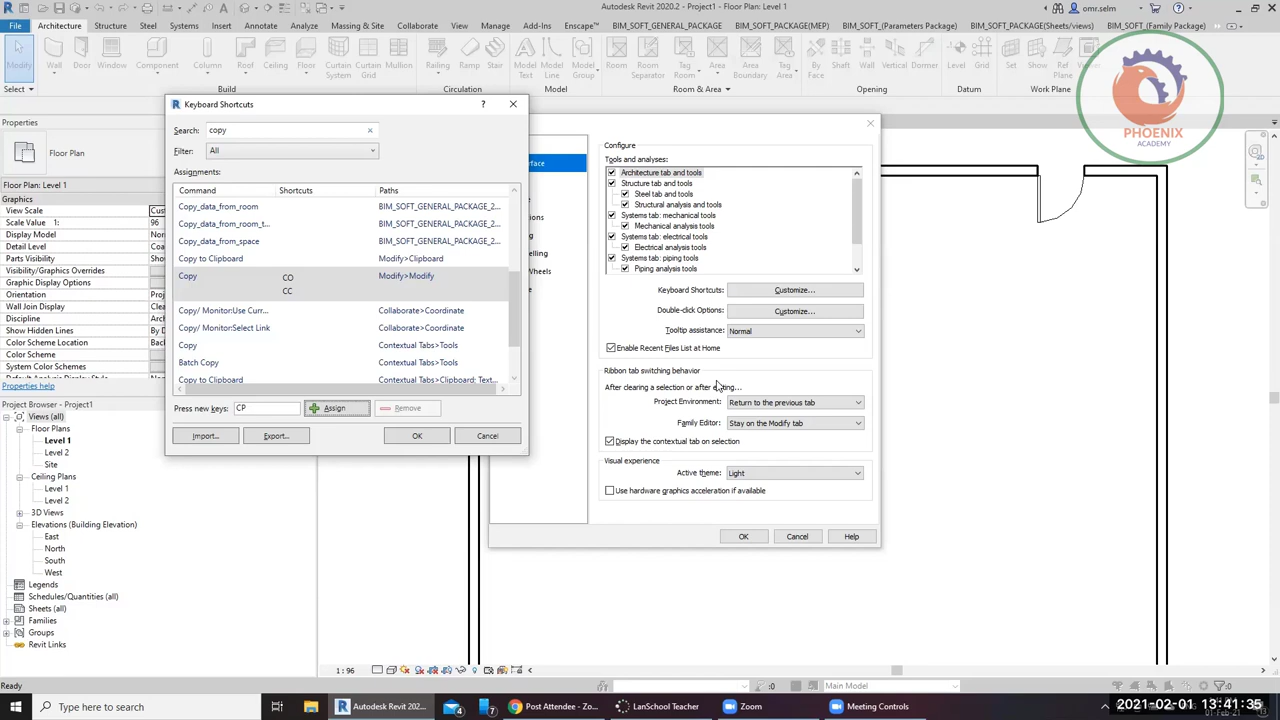 Autodesk Revit 2020.2 - Project1 - Floor Plan: Level 1
omr.selm
File Architecture Structure Steel Systems Insert Annotate Analyze Massing & Site Collaborate View Manage Add-Ins Enscape™ BIM_SOFT_GENERAL_PACKAGE BIM_SOFT_PACKAGE(MEP) BIM_SOFT_(Parameters Package) BIM_SOFT_PACKAGE(Sheets/views) BIM_SOFT_(Family Package)
Modify Wall Door Window Component Column Roof Ceiling Floor Curtain System Curtain Grid Mullion Railing Ramp Stair Model Text Model Line Model Group Room Room Separator Tag Room Area Area Boundary Tag Area By Face Shaft Wall Vertical Dormer Level Grid Set Show Ref Plane Viewer
Select Circulation Model Room & Area Opening Datum Work Plane
PHOENIX
ACADEMY
Properties
Floor Plan
Floor Plan: Level 1
Graphics
View Scale
Scale Value 1: 96
Display Model
Detail Level
Parts Visibility
Visibility/Graphics Overrides
Graphic Display Options
Orientation
Wall Join Display
Discipline
Show Hidden Lines
Color Scheme Location
Color Scheme
System Color Schemes
Properties help
Project Browser - Project1
Views (all)
Floor Plans
Level 1
Level 2
Site
Ceiling Plans
Level 1
Level 2
3D Views
Elevations (Building Elevation)
East
North
South
West
Legends
Schedules/Quantities (all)
Sheets (all)
Families
Groups
Revit Links
Keyboard Shortcuts
Search: copy
Filter: All
Assignments:
Command Shortcuts Paths
Copy_data_from_room BIM_SOFT_GENERAL_PACKAGE_2...
Copy_data_from_room_t... BIM_SOFT_GENERAL_PACKAGE_2...
Copy_data_from_space BIM_SOFT_GENERAL_PACKAGE_2...
Copy to Clipboard Modify>Clipboard
Copy CO Modify>Modify
CC
Copy/ Monitor:Use Curr... Collaborate>Coordinate
Copy/ Monitor:Select Link Collaborate>Coordinate
Copy Contextual Tabs>Tools
Batch Copy Contextual Tabs>Tools
Copy to Clipboard Contextual Tabs>Clipboard: Text...
Press new keys: CP Assign Remove
Import... Export... OK Cancel
Configure
Tools and analyses:
Architecture tab and tools
Structure tab and tools
Steel tab and tools
Structural analysis and tools
Systems tab: mechanical tools
Mechanical analysis tools
Systems tab: electrical tools
Electrical analysis tools
Systems tab: piping tools
Piping analysis tools
Keyboard Shortcuts: Customize...
Double-click Options: Customize...
Tooltip assistance: Normal
Enable Recent Files List at Home
Ribbon tab switching behavior
After clearing a selection or after exiting...
Project Environment: Return to the previous tab
Family Editor: Stay on the Modify tab
Display the contextual tab on selection
Visual experience
Active theme: Light
Use hardware graphics acceleration if available
OK Cancel Help
1 : 96
Ready
:0 Main Model :0
Type here to search Autodesk Revit 202... Post Attendee - Zo... LanSchool Teacher Zoom Meeting Controls
2021-02-01 13:41:35